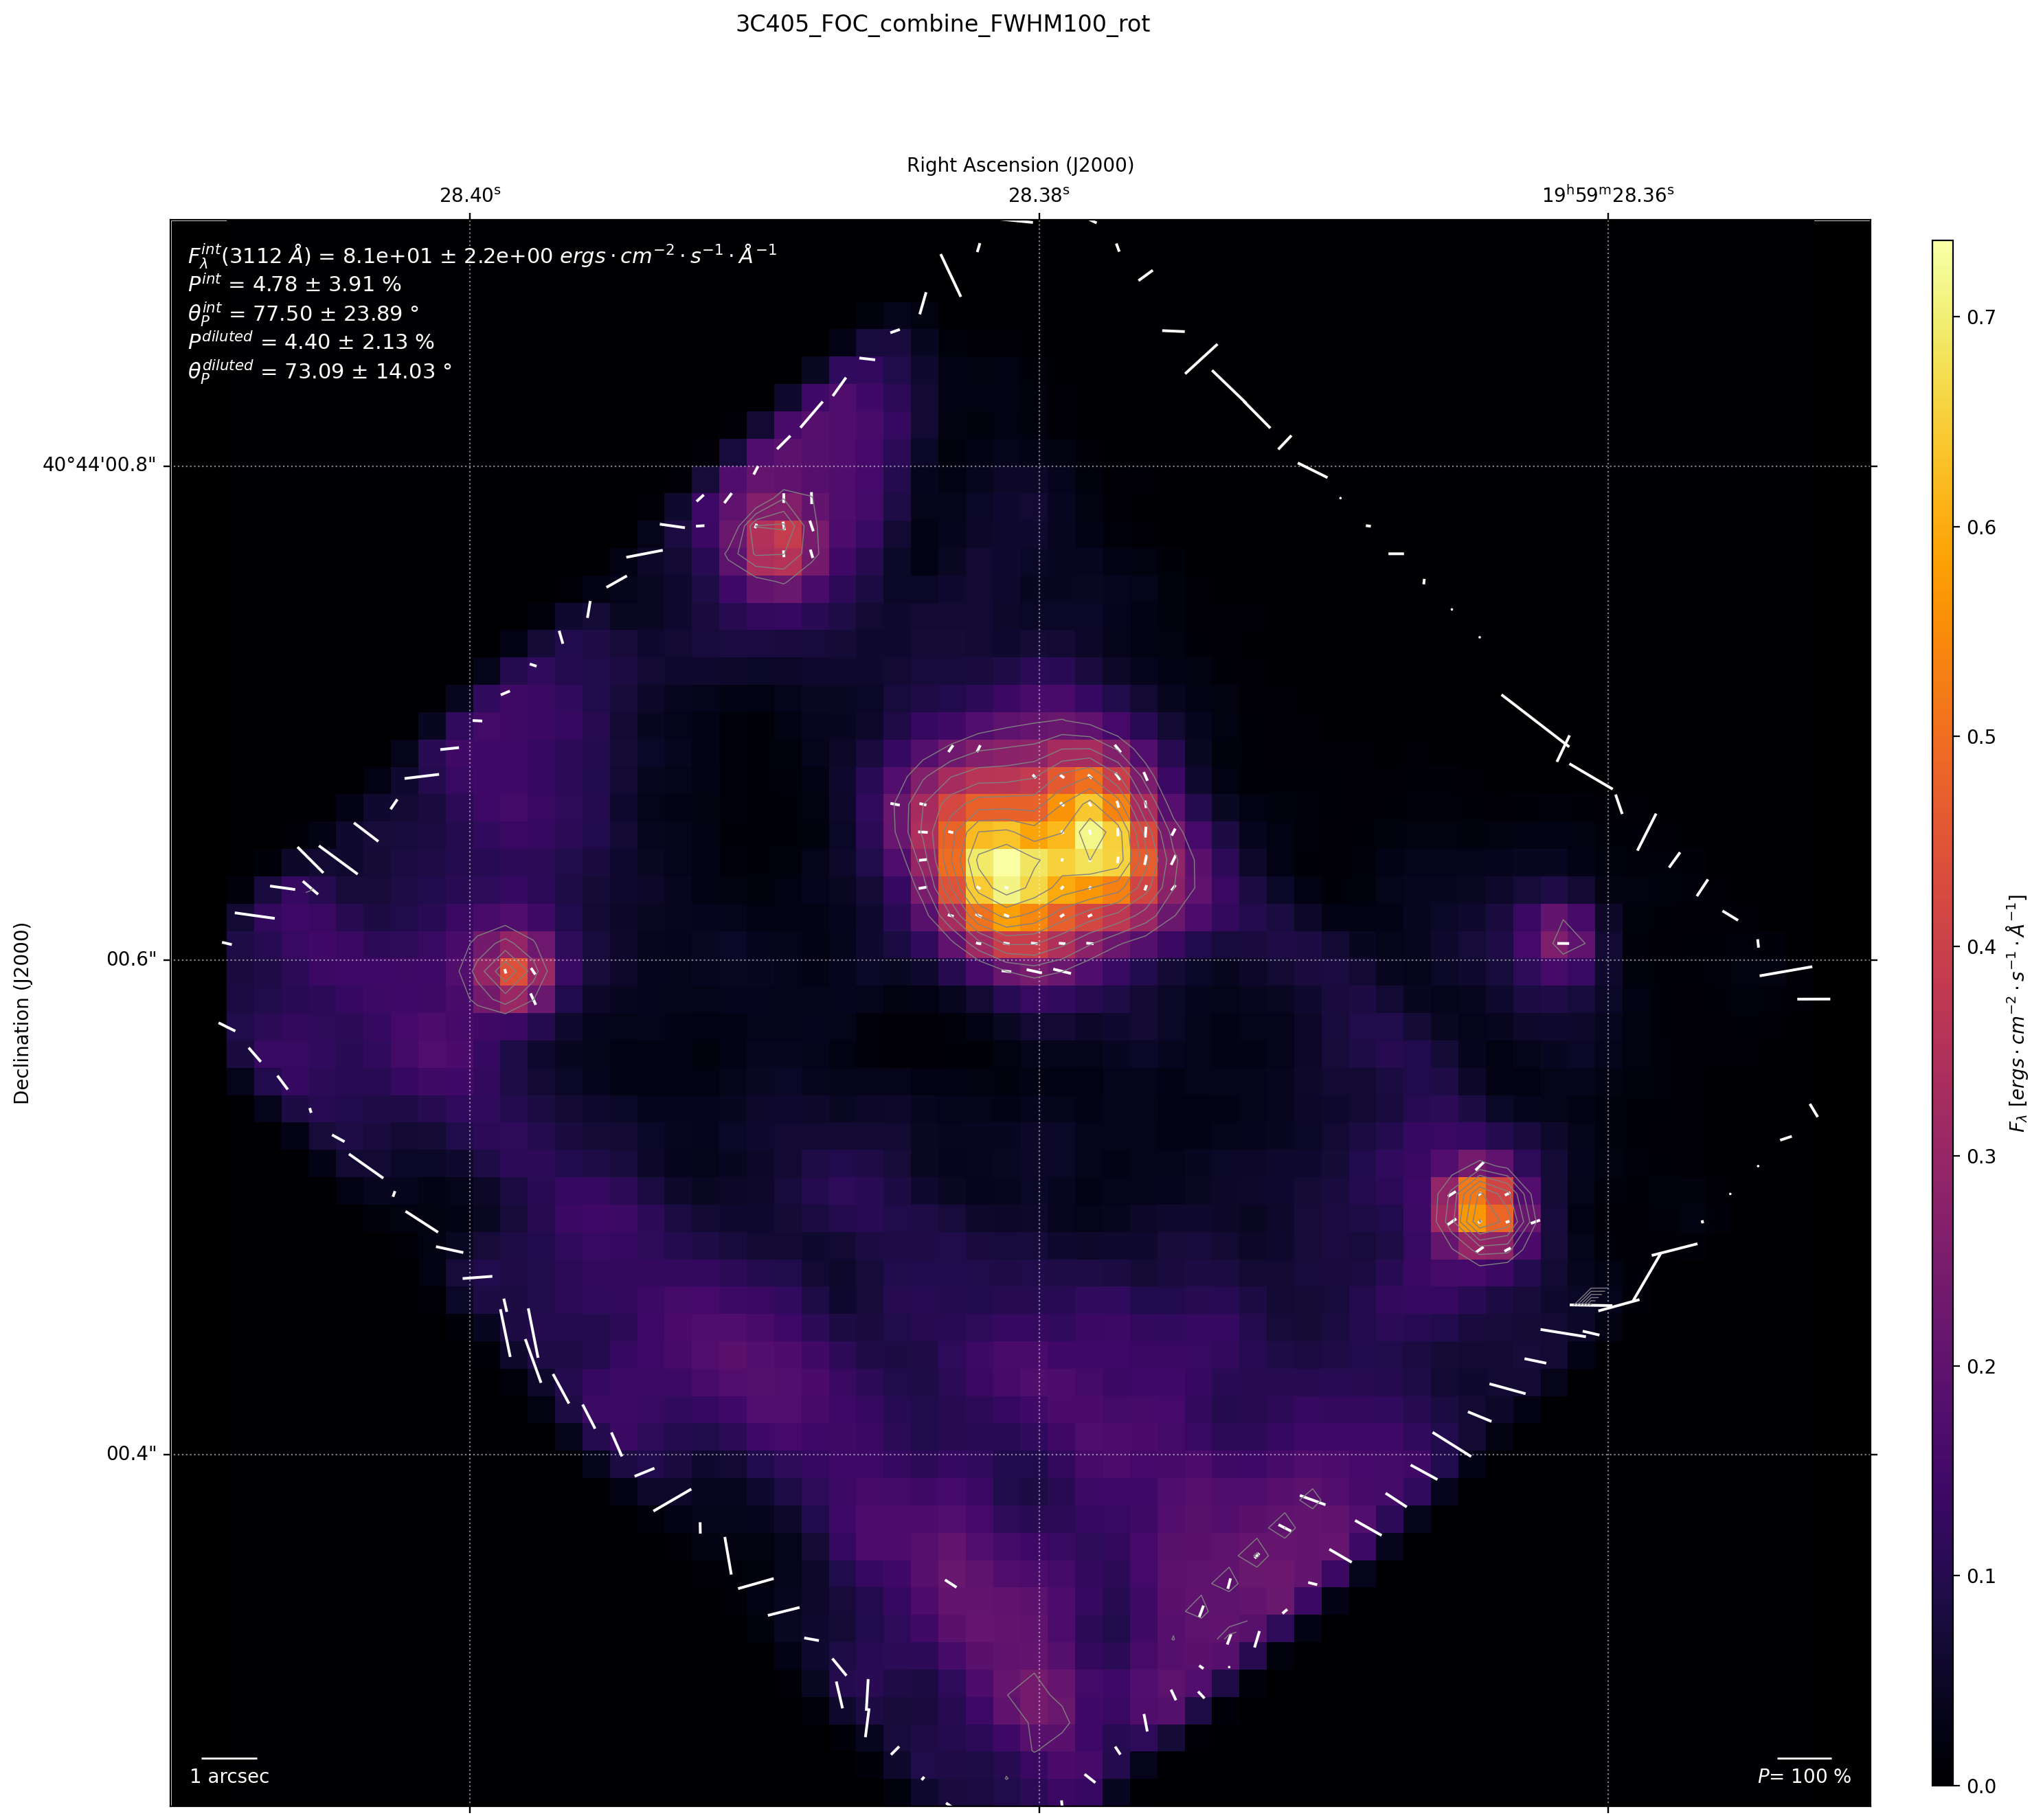 3C405_FOC_combine_FWHM100_rot
Right Ascension (J2000)
28.40ˢ 28.38ˢ 19ʰ59ᵐ28.36ˢ
F_λ^int(3112 Å) = 8.1e+01 ± 2.2e+00 ergs · cm⁻² · s⁻¹ · Å⁻¹
P^int = 4.78 ± 3.91 %
θ_P^int = 77.50 ± 23.89 °
P^diluted = 4.40 ± 2.13 %
θ_P^diluted = 73.09 ± 14.03 °
40°44'00.8"
00.6"
00.4"
Declination (J2000)
1 arcsec
P= 100 %
0.7
0.6
0.5
0.4
0.3
0.2
0.1
0.0
F_λ [ergs · cm⁻² · s⁻¹ · Å⁻¹]